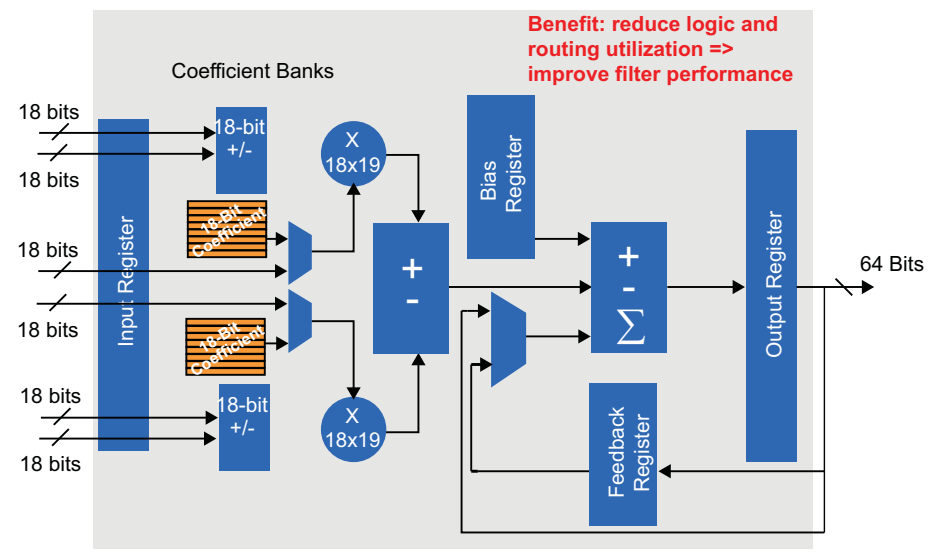 Benefit: reduce logic and
routing utilization =>
improve filter performance
Coefficient Banks
18 bits
18 bits
18 bits
18 bits
18 bits
18 bits
Input Register
18-bit
+/-
18-Bit
Coefficient
18-Bit
Coefficient
18-bit
+/-
X
18x19
X
18x19
+
-
Bias
Register
+
-
∑
Feedback
Register
Output Register
64 Bits